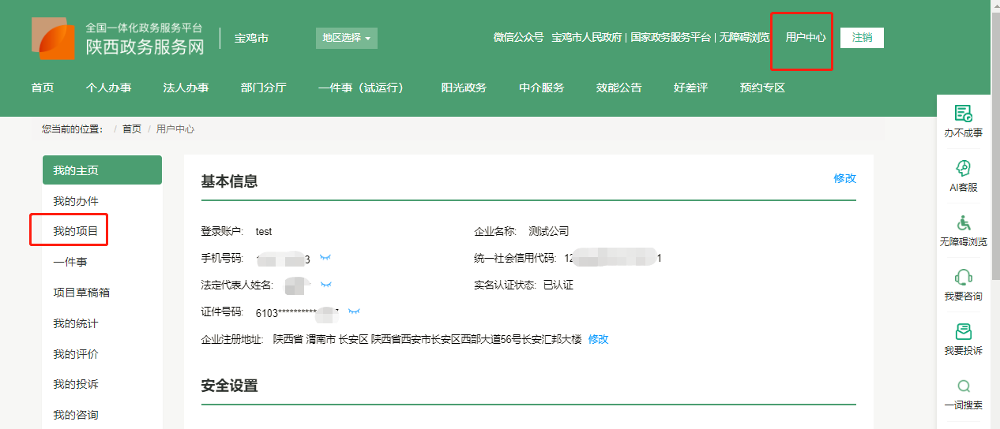 全国一体化政务服务平台
陕西政务服务网
宝鸡市
地区选择
微信公众号 宝鸡市人民政府 | 国家政务服务平台 | 无障碍浏览
用户中心
注销
首页 个人办事 法人办事 部门分厅 一件事（试运行） 阳光政务 中介服务 效能公告 好差评 预约专区
您当前的位置： / 首页 / 用户中心
我的主页
我的办件
我的项目
一件事
项目草稿箱
我的统计
我的评价
我的投诉
我的咨询
基本信息
修改
登录账户: test
企业名称: 测试公司
手机号码: 3
统一社会信用代码: 12 1
法定代表人姓名:
实名认证状态: 已认证
证件号码: 6103**********
企业注册地址: 陕西省 渭南市 长安区 陕西省西安市长安区西部大道56号长安汇邦大楼 修改
安全设置
办不成事
AI客服
无障碍浏览
我要咨询
我要投诉
一词搜索